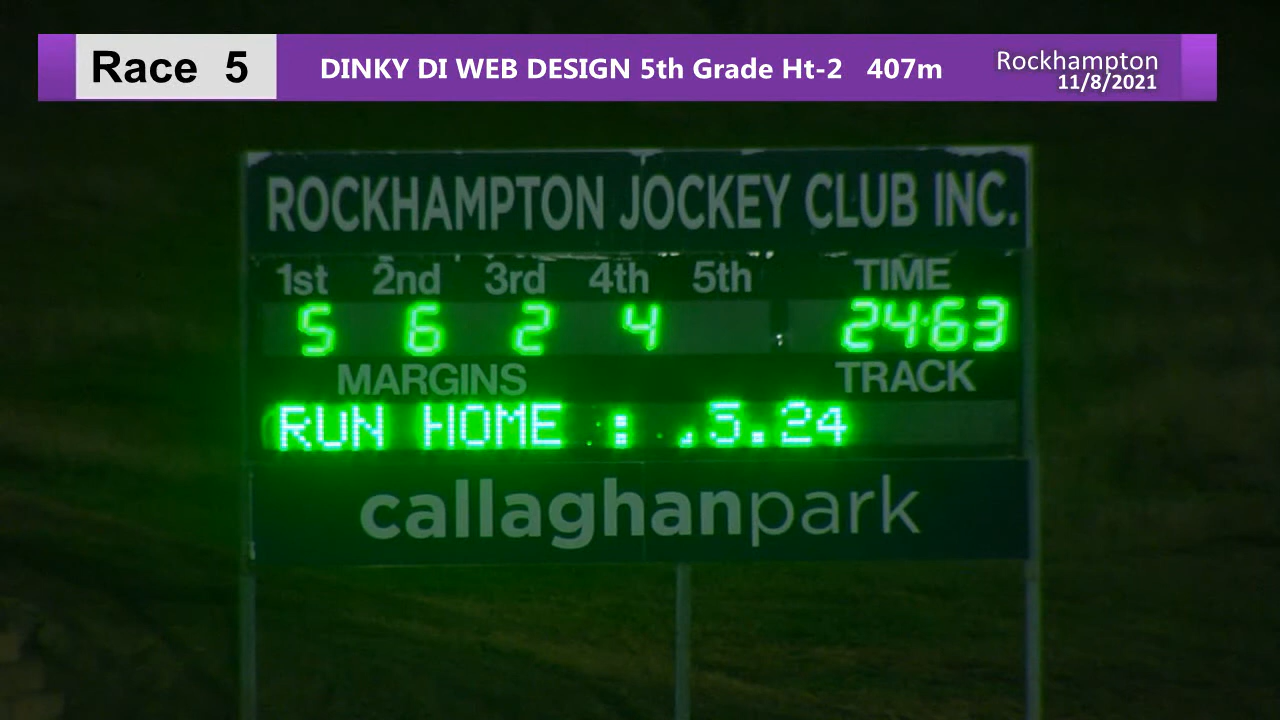 Race 5 DINKY DI WEB DESIGN 5th Grade Ht-2 407m Rockhampton
11/8/2021
ROCKHAMPTON JOCKEY CLUB INC.
1st 2nd 3rd 4th 5th TIME
5 6 2 4 24·63
MARGINS TRACK
RUN HOME : .5.24
callaghanpark